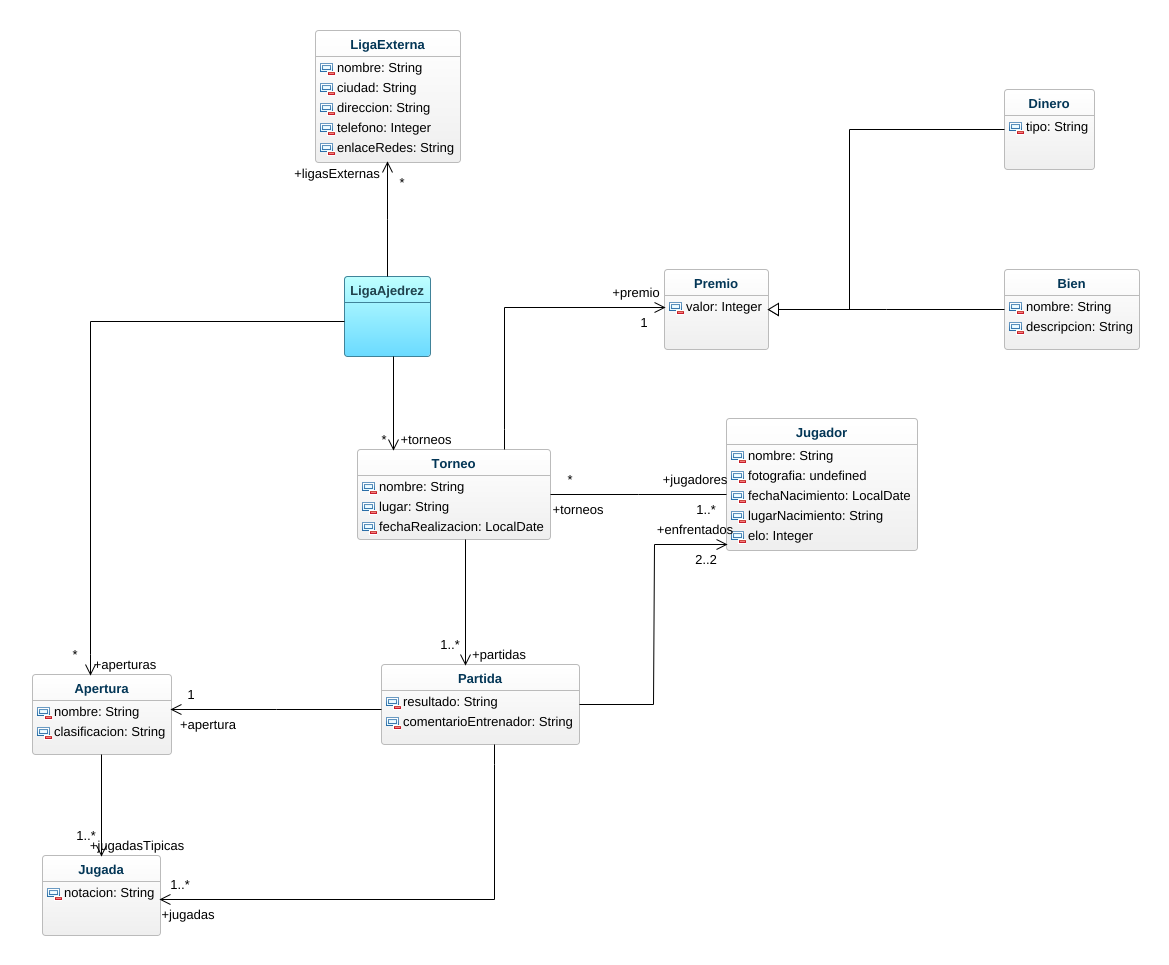 LigaExterna
nombre: String
ciudad: String
direccion: String
telefono: Integer
enlaceRedes: String
+ligasExternas
*
Dinero
tipo: String
LigaAjedrez
+premio
1
Premio
valor: Integer
Bien
nombre: String
descripcion: String
* +torneos
Torneo
nombre: String
lugar: String
fechaRealizacion: LocalDate
*
+torneos
+jugadores
1..*
Jugador
nombre: String
fotografia: undefined
fechaNacimiento: LocalDate
lugarNacimiento: String
elo: Integer
+enfrentados
2..2
1..*
+partidas
*
+aperturas
Apertura
nombre: String
clasificacion: String
1
+apertura
Partida
resultado: String
comentarioEntrenador: String
1..*
+jugadasTipicas
Jugada
notacion: String
1..*
+jugadas